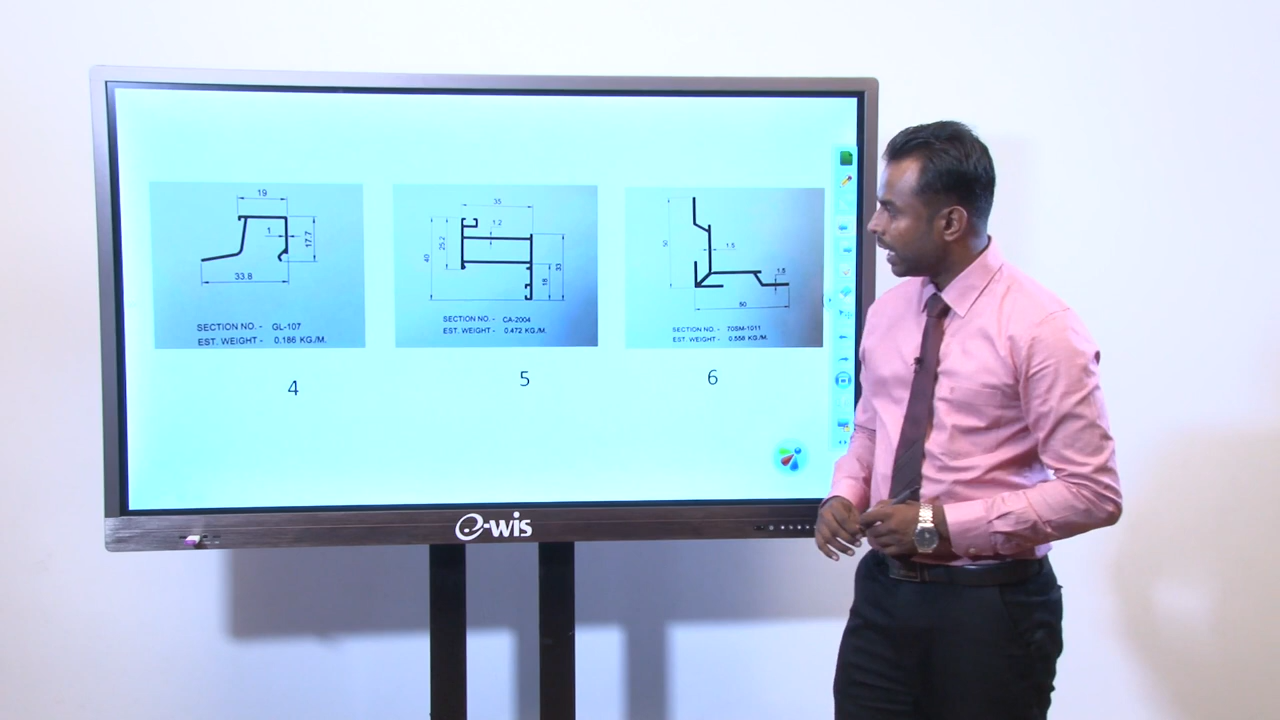 19
1
17.7
33.8
SECTION NO. - GL-107
EST. WEIGHT - 0.186 KG./M.
4
35
1.2
25.2
40
18
33
SECTION NO. - CA-2004
EST. WEIGHT - 0.472 KG./M.
5
50
1.5
1.5
50
SECTION NO. - 70SM-1011
EST. WEIGHT - 0.558 KG./M.
6
e-wis